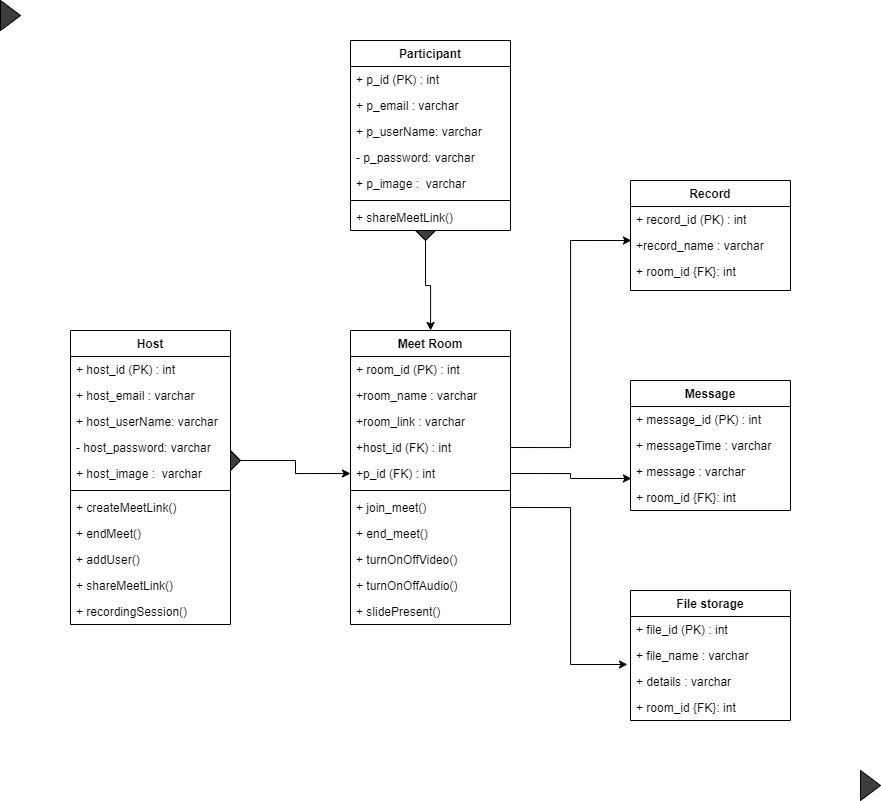 Participant
+ p_id (PK) : int
+ p_email : varchar
+ p_userName: varchar
- p_password: varchar
+ p_image :  varchar
+ shareMeetLink()
Record
+ record_id (PK) : int
+record_name : varchar
+ room_id {FK}: int
Host
+ host_id (PK) : int
+ host_email : varchar
+ host_userName: varchar
- host_password: varchar
+ host_image :  varchar
+ createMeetLink()
+ endMeet()
+ addUser()
+ shareMeetLink()
+ recordingSession()
Meet Room
+ room_id (PK) : int
+room_name : varchar
+room_link : varchar
+host_id (FK) : int
+p_id (FK) : int
+ join_meet()
+ end_meet()
+ turnOnOffVideo()
+ turnOnOffAudio()
+ slidePresent()
Message
+ message_id (PK) : int
+ messageTime : varchar
+ message : varchar
+ room_id {FK}: int
File storage
+ file_id (PK) : int
+ file_name : varchar
+ details : varchar
+ room_id {FK}: int